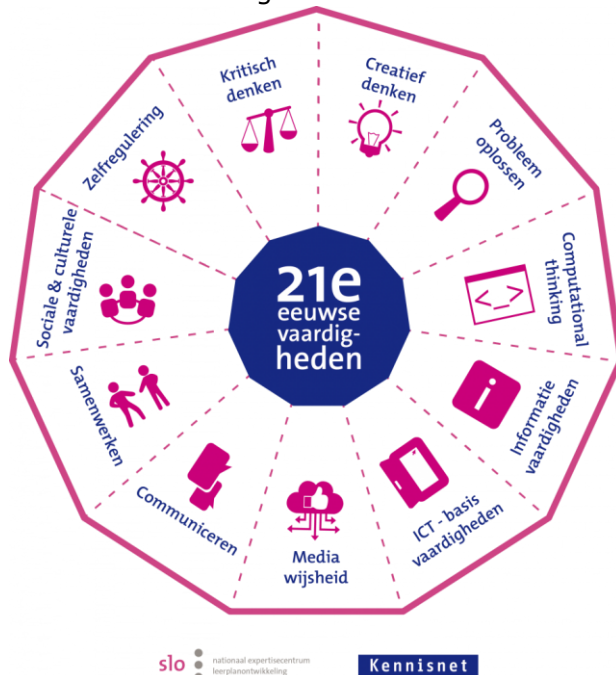 21e
eeuwse
vaardig-
heden
Creatief
denken
Probleem
oplossen
Computational
thinking
< _ >
Informatie
vaardigheden
i
ICT - basis
vaardigheden
Media
wijsheid
Communiceren
Samenwerken
Sociale & culturele
vaardigheden
Zelfregulering
Kritisch
denken
slo
nationaal expertisecentrum
leerplanontwikkeling
Kennisnet